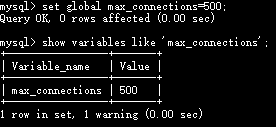 mysql> set global max_connections=500;
Query OK, 0 rows affected (0.00 sec)
mysql> show variables like 'max_connections';
+-----------------+-------+
| Variable_name | Value |
+-----------------+-------+
| max_connections | 500 |
+-----------------+-------+
1 row in set, 1 warning (0.00 sec)